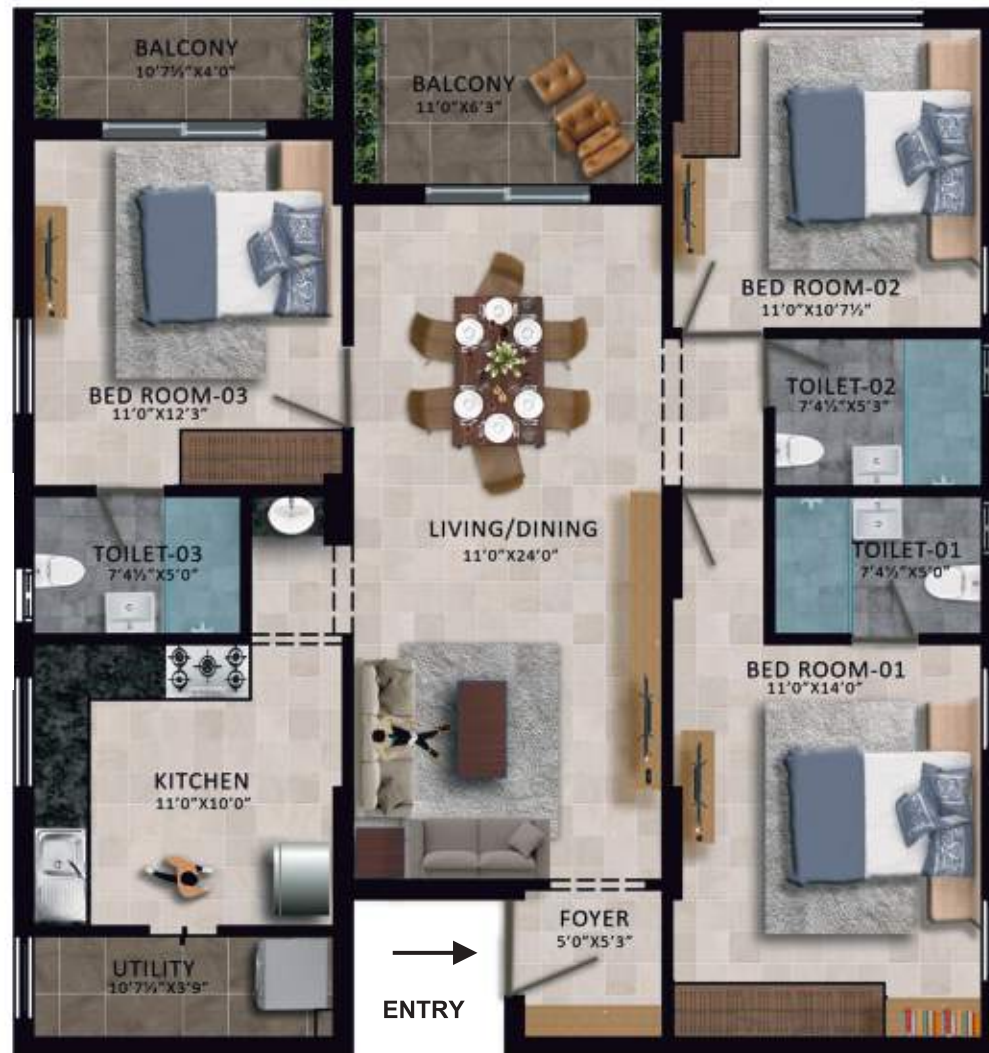 BALCONY
10'7½"X4'0"
BALCONY
11'0"X6'3"
BED ROOM-02
11'0"X10'7½"
BED ROOM-03
11'0"X12'3"
TOILET-02
7'4½"X5'3"
LIVING/DINING
11'0"X24'0"
TOILET-03
7'4½"X5'0"
TOILET-01
7'4½"X5'0"
BED ROOM-01
11'0"X14'0"
KITCHEN
11'0"X10'0"
FOYER
5'0"X5'3"
UTILITY
10'7½"X3'9"
ENTRY